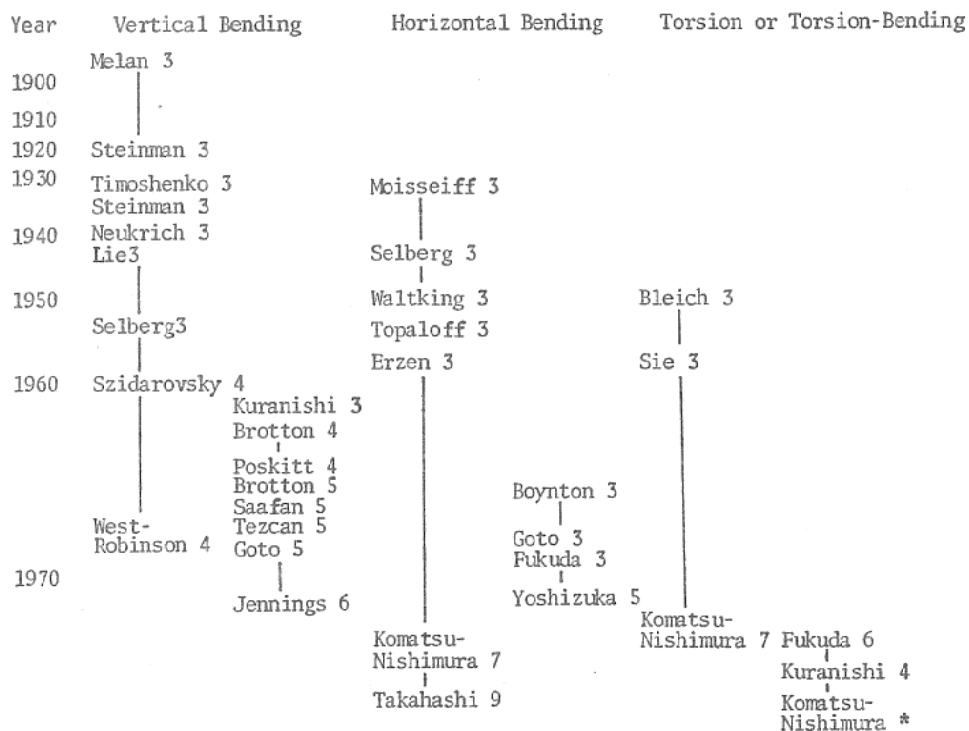 Year Vertical Bending Horizontal Bending Torsion or Torsion-Bending
Melan 3
1900
1910
1920 Steinman 3
1930 Timoshenko 3 Moisseiff 3
Steinman 3
1940 Neukrich 3
Lie3 Selberg 3
1950 Waltking 3 Bleich 3
Selberg3 Topaloff 3
Erzen 3 Sie 3
1960 Szidarovsky 4
Kuranishi 3
Brotton 4
Poskitt 4
Brotton 5 Boynton 3
Saafan 5
West- Tezcan 5
Robinson 4 Goto 5 Goto 3
Fukuda 3
1970
Jennings 6 Yoshizuka 5
Komatsu- Komatsu-
Nishimura 7 Nishimura 7 Fukuda 6
Kuranishi 4
Takahashi 9 Komatsu-
Nishimura *